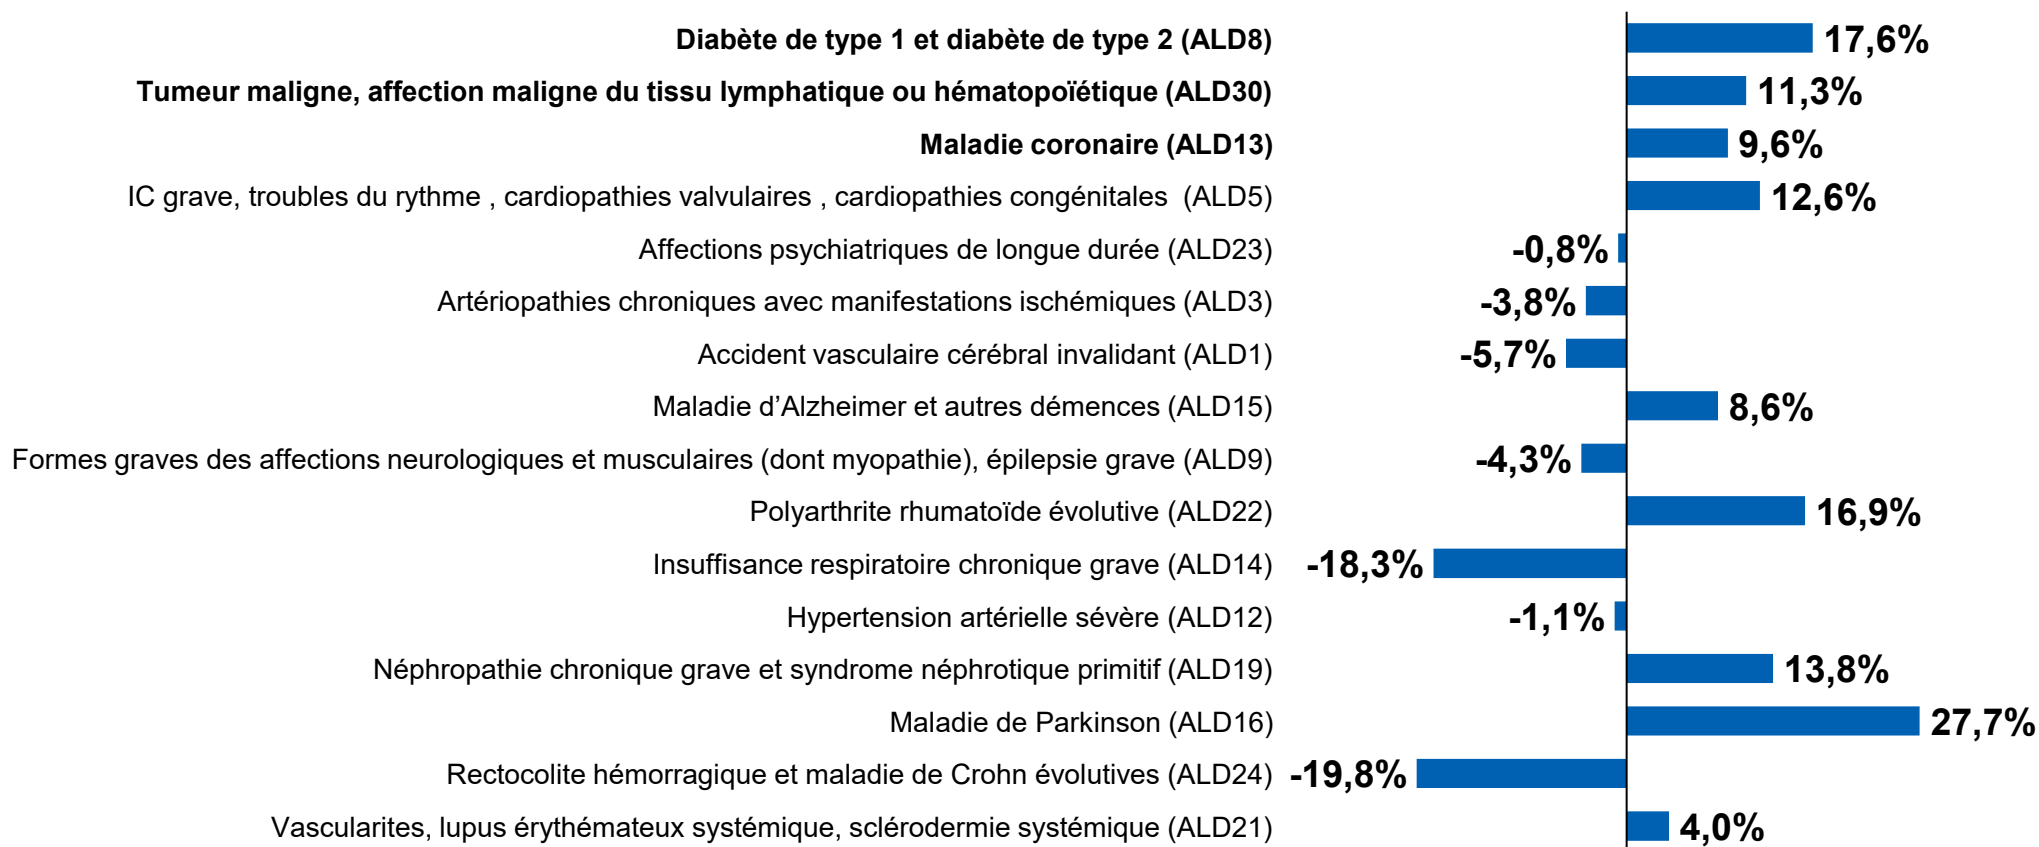 Diabète de type 1 et diabète de type 2 (ALD8) 17,6%
Tumeur maligne, affection maligne du tissu lymphatique ou hématopoïétique (ALD30) 11,3%
Maladie coronaire (ALD13) 9,6%
IC grave, troubles du rythme , cardiopathies valvulaires , cardiopathies congénitales (ALD5) 12,6%
Affections psychiatriques de longue durée (ALD23) -0,8%
Artériopathies chroniques avec manifestations ischémiques (ALD3) -3,8%
Accident vasculaire cérébral invalidant (ALD1) -5,7%
Maladie d’Alzheimer et autres démences (ALD15) 8,6%
Formes graves des affections neurologiques et musculaires (dont myopathie), épilepsie grave (ALD9) -4,3%
Polyarthrite rhumatoïde évolutive (ALD22) 16,9%
Insuffisance respiratoire chronique grave (ALD14) -18,3%
Hypertension artérielle sévère (ALD12) -1,1%
Néphropathie chronique grave et syndrome néphrotique primitif (ALD19) 13,8%
Maladie de Parkinson (ALD16) 27,7%
Rectocolite hémorragique et maladie de Crohn évolutives (ALD24) -19,8%
Vascularites, lupus érythémateux systémique, sclérodermie systémique (ALD21) 4,0%